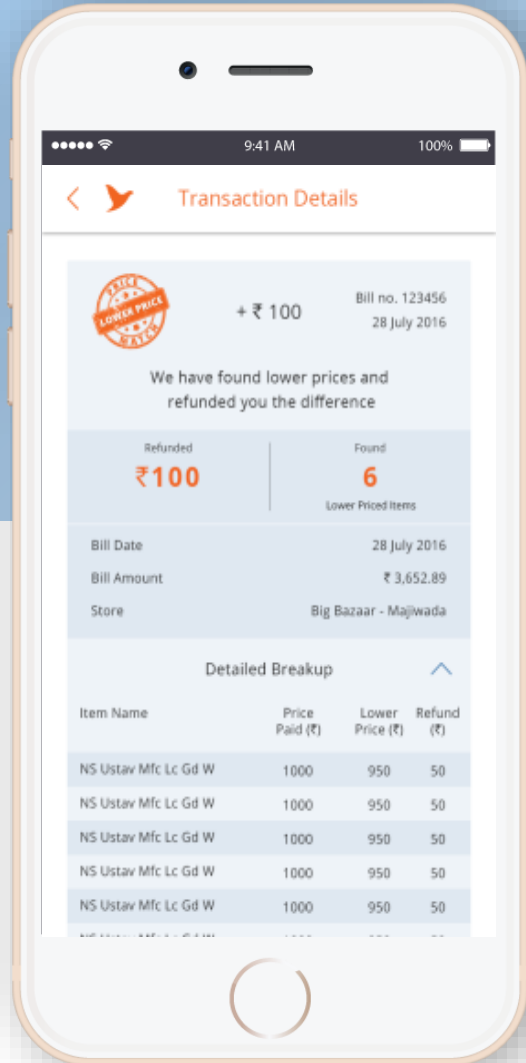 9:41 AM 100%
Transaction Details
PRICE
LOWER PRICE
MATCH
+ ₹ 100
Bill no. 123456
28 July 2016
We have found lower prices and
refunded you the difference
Refunded Found
₹100 6
Lower Priced Items
Bill Date 28 July 2016
Bill Amount ₹ 3,652.89
Store Big Bazaar - Majiwada
Detailed Breakup
Item Name Price Lower Refund
Paid (₹) Price (₹) (₹)
NS Ustav Mfc Lc Gd W 1000 950 50
NS Ustav Mfc Lc Gd W 1000 950 50
NS Ustav Mfc Lc Gd W 1000 950 50
NS Ustav Mfc Lc Gd W 1000 950 50
NS Ustav Mfc Lc Gd W 1000 950 50